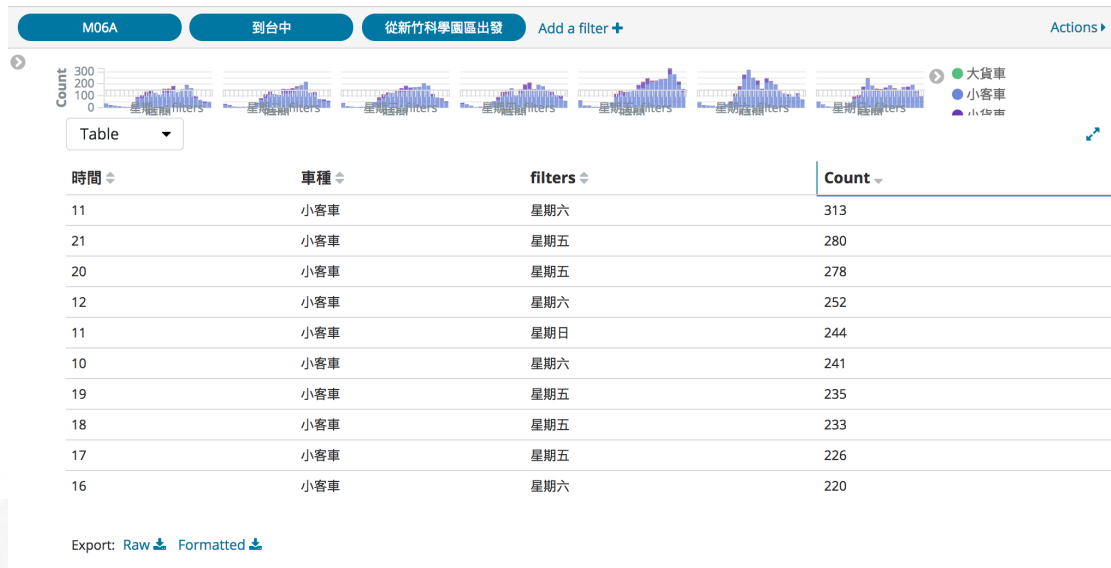 M06A 到台中 從新竹科學園區出發 Add a filter Actions
Count
300
200
100
0
大貨車
小客車
小貨車
Table
時間 車種 filters Count
11 小客車 星期六 313
21 小客車 星期五 280
20 小客車 星期五 278
12 小客車 星期六 252
11 小客車 星期日 244
10 小客車 星期六 241
19 小客車 星期五 235
18 小客車 星期五 233
17 小客車 星期五 226
16 小客車 星期六 220
Export: Raw Formatted